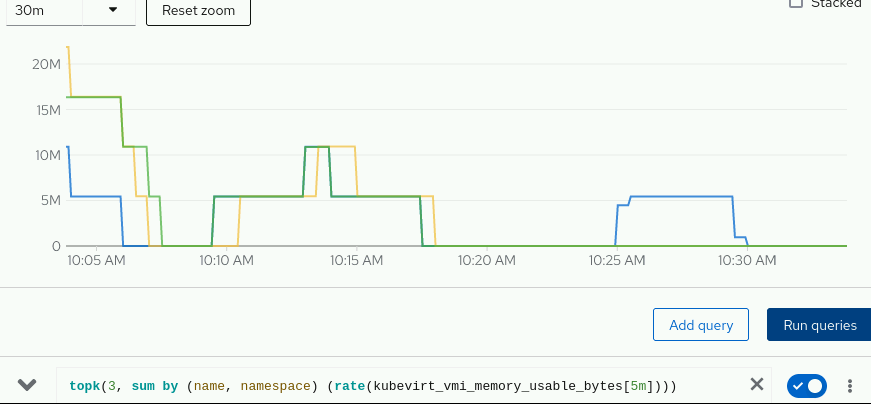 30m
Reset zoom
Stacked
20M
15M
10M
5M
0
10:05 AM 10:10 AM 10:15 AM 10:20 AM 10:25 AM 10:30 AM
Add query
Run queries
topk(3, sum by (name, namespace) (rate(kubevirt_vmi_memory_usable_bytes[5m])))